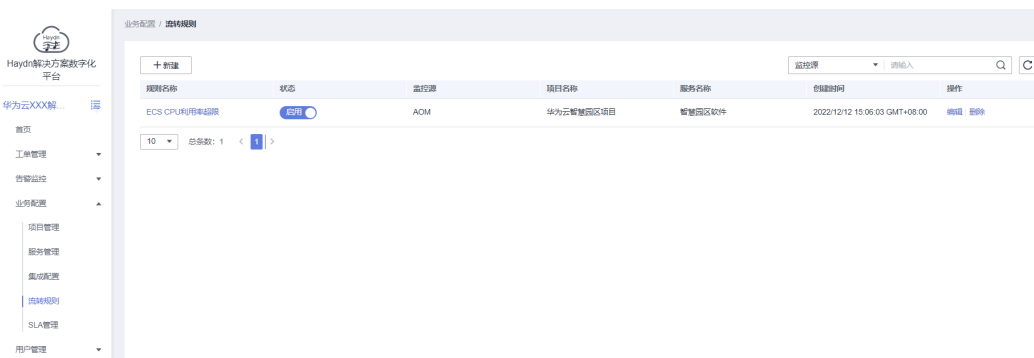 业务配置 / 流转规则
Haydn
Haydn解决方案数字化
平台
华为云XXX解...
首页
工单管理
告警监控
业务配置
项目管理
服务管理
集成配置
流转规则
SLA管理
用户管理
+ 新建
监控源 请输入
规则名称 状态 监控源 项目名称 服务名称 创建时间 操作
ECS CPU利用率超限 启用 AOM 华为云智慧园区项目 智慧园区软件 2022/12/12 15:06:03 GMT+08:00 编辑 删除
10 总条数: 1 < 1 >